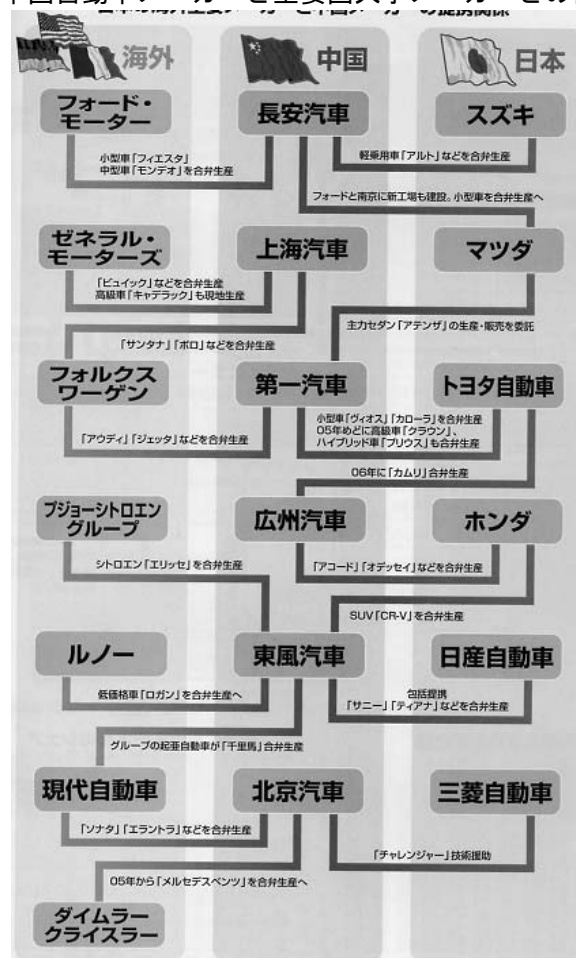 海外
中国
日本
フォード・
モーター
長安汽車
スズキ
小型車「フィエスタ」
中型車「モンデオ」を合弁生産
軽乗用車「アルト」などを合弁生産
フォードと南京に新工場も建設。小型車を合弁生産へ
ゼネラル・
モーターズ
上海汽車
マツダ
「ビュイック」などを合弁生産
高級車「キャデラック」も現地生産
主力セダン「アテンザ」の生産・販売を委託
「サンタナ」「ポロ」などを合弁生産
フォルクス
ワーゲン
第一汽車
トヨタ自動車
小型車「ヴィオス」「カローラ」を合弁生産
05年めどに高級車「クラウン」、
ハイブリッド車「プリウス」も合弁生産
「アウディ」「ジェッタ」などを合弁生産
06年に「カムリ」合弁生産
プジョーシトロエン
グループ
広州汽車
ホンダ
シトロエン「エリッセ」を合弁生産
「アコード」「オデッセイ」などを合弁生産
SUV「CR-V」を合弁生産
ルノー
東風汽車
日産自動車
低価格車「ロガン」を合弁生産へ
包括提携
「サニー」「ティアナ」などを合弁生産
グループの起亜自動車が「千里馬」合弁生産
現代自動車
北京汽車
三菱自動車
「ソナタ」「エラントラ」などを合弁生産
「チャレンジャー」技術援助
05年から「メルセデスベンツ」を合弁生産へ
ダイムラー
クライスラー